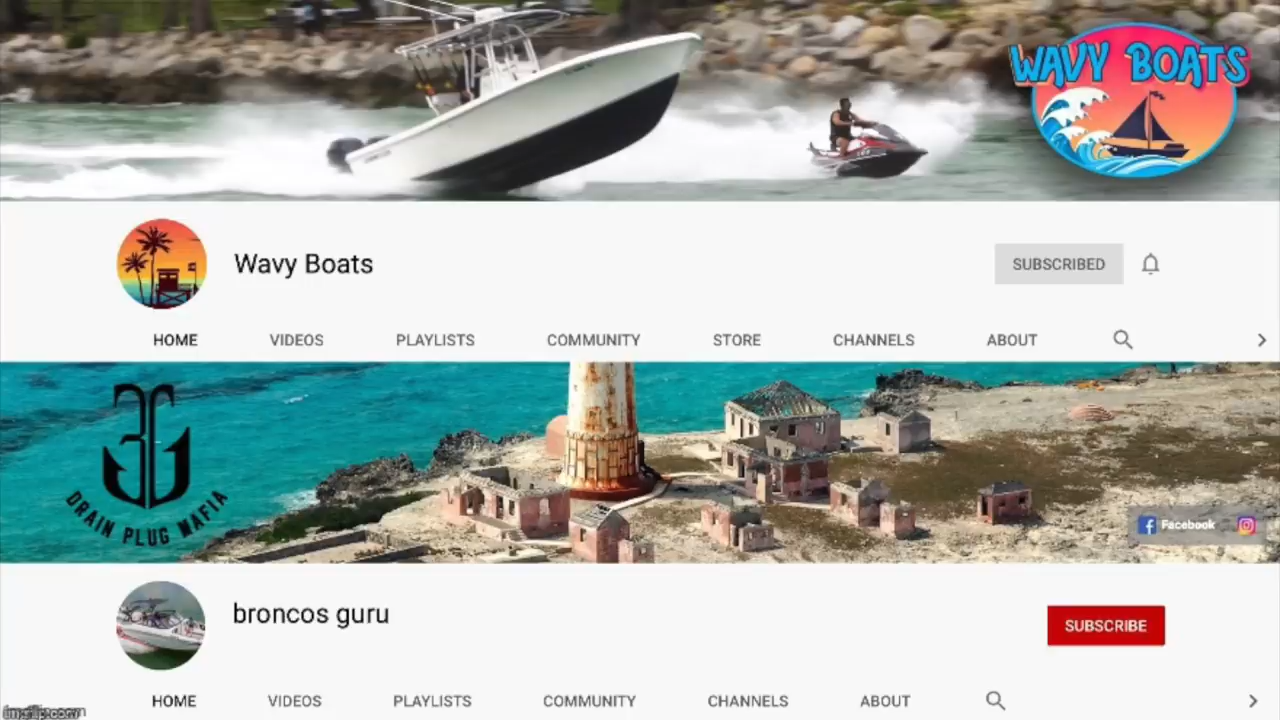 WAVY BOATS
Wavy Boats
SUBSCRIBED
HOME VIDEOS PLAYLISTS COMMUNITY STORE CHANNELS ABOUT
3G
DRAIN PLUG MAFIA
Facebook
broncos guru
SUBSCRIBE
HOME VIDEOS PLAYLISTS COMMUNITY CHANNELS ABOUT
imgflip.com